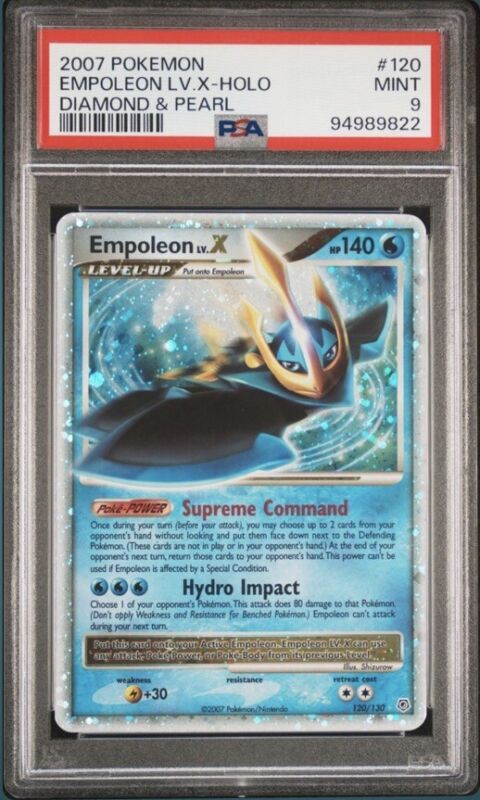 2007 POKEMON #120
EMPOLEON LV.X-HOLO MINT
DIAMOND & PEARL 9
PSA 94989822
Empoleon LV.X HP 140
LEVEL-UP Put onto Empoleon
Poké-POWER Supreme Command
Once during your turn (before your attack), you may choose up to 2 cards from your
opponent's hand without looking and put them face down next to the Defending
Pokémon. (These cards are not in play or in your opponent's hand.) At the end of your
opponent's next turn, return those cards to your opponent's hand. This power can't be
used if Empoleon is affected by a Special Condition.
Hydro Impact
Choose 1 of your opponent's Pokémon. This attack does 80 damage to that Pokémon.
(Don't apply Weakness and Resistance for Benched Pokémon.) Empoleon can't attack
during your next turn.
Put this card onto your Active Empoleon. Empoleon LV.X can use
any attack, Poké-Power, or Poké-Body from its previous Level.
Illus. Shizurow
weakness resistance retreat cost
+30
©2007 Pokémon/Nintendo 120/130